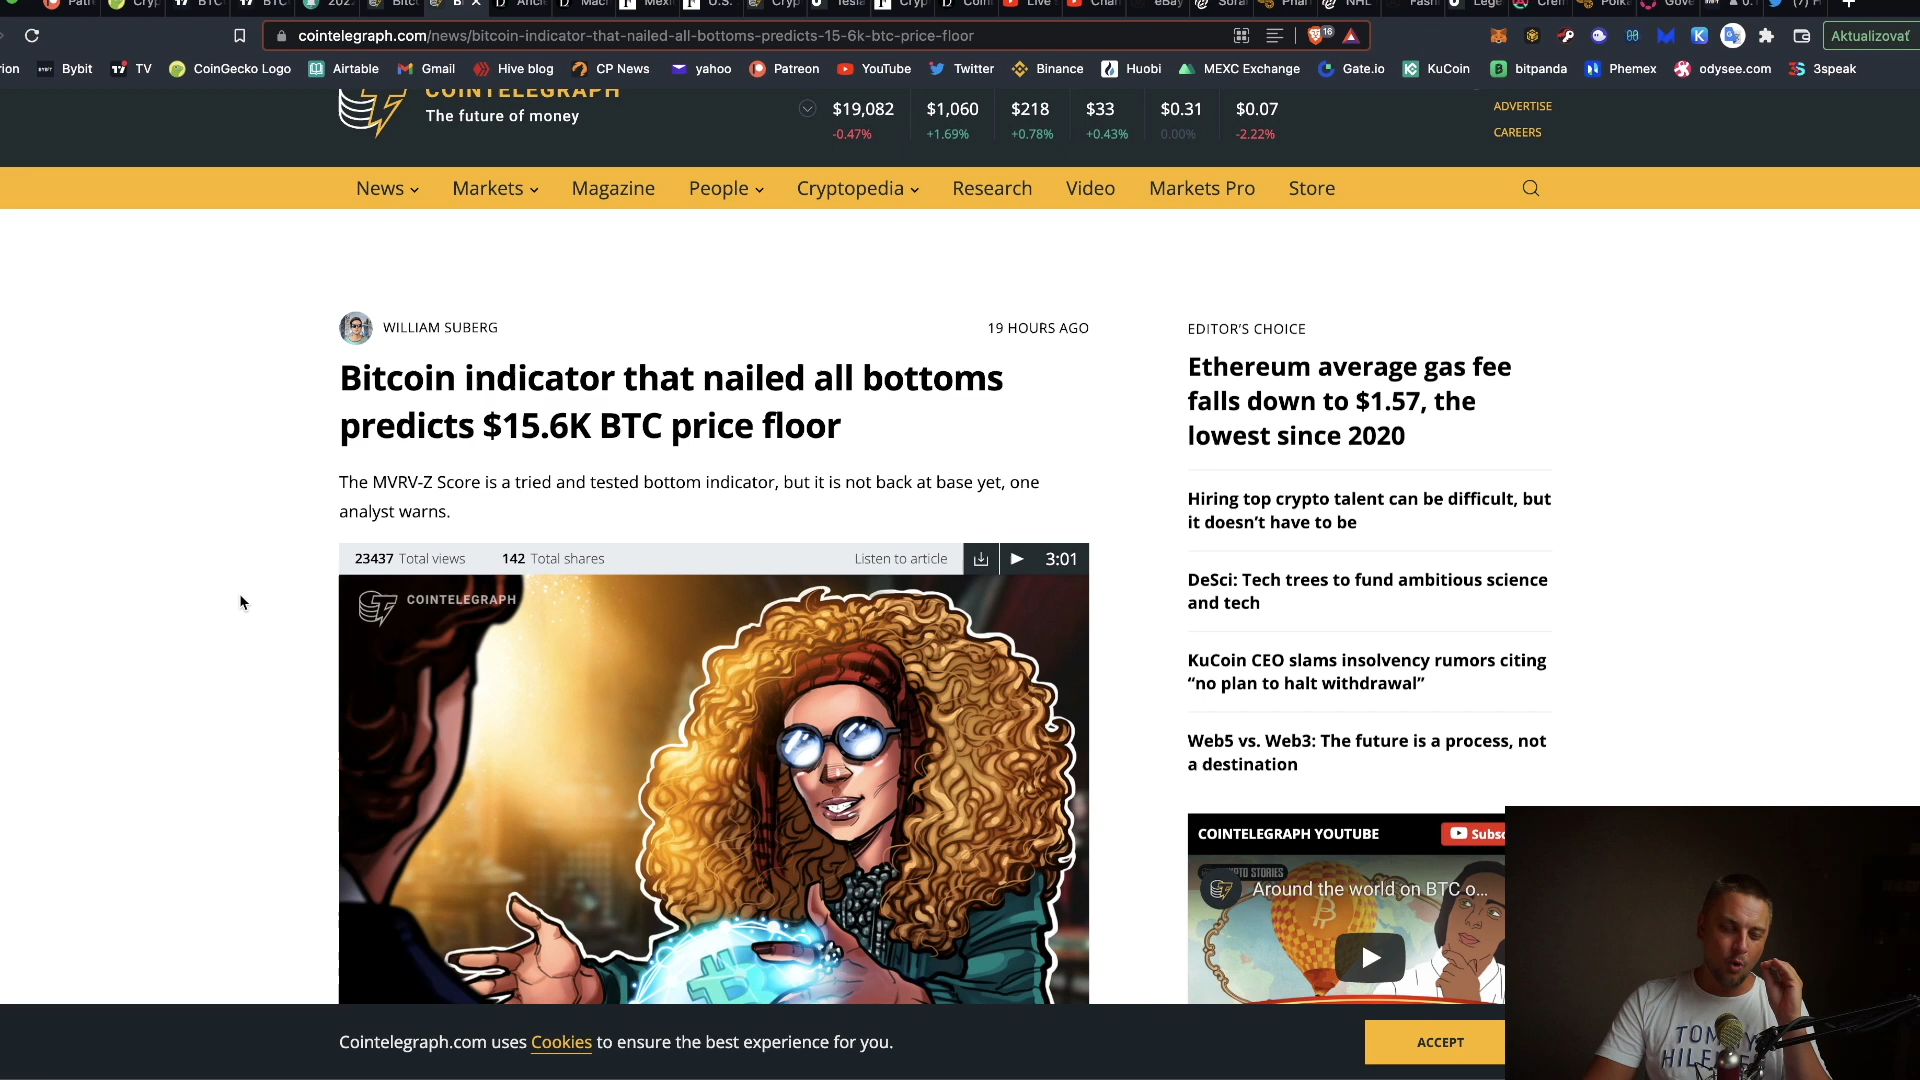 cointelegraph.com/news/bitcoin-indicator-that-nailed-all-bottoms-predicts-15-6k-btc-price-floor
16
Aktualizovať
Bybit
TV
CoinGecko Logo
Airtable
Gmail
Hive blog
CP News
yahoo
Patreon
YouTube
Twitter
Binance
Huobi
MEXC Exchange
Gate.io
KuCoin
bitpanda
Phemex
odysee.com
3speak
COINTELEGRAPH
The future of money
$19,082 $1,060 $218 $33 $0.31 $0.07
-0.47% +1.69% +0.78% +0.43% 0.00% -2.22%
ADVERTISE
CAREERS
News Markets Magazine People Cryptopedia Research Video Markets Pro Store
WILLIAM SUBERG
19 HOURS AGO
Bitcoin indicator that nailed all bottoms
predicts $15.6K BTC price floor
The MVRV-Z Score is a tried and tested bottom indicator, but it is not back at base yet, one
analyst warns.
23437 Total views 142 Total shares Listen to article 3:01
COINTELEGRAPH
EDITOR’S CHOICE
Ethereum average gas fee
falls down to $1.57, the
lowest since 2020
Hiring top crypto talent can be difficult, but
it doesn’t have to be
DeSci: Tech trees to fund ambitious science
and tech
KuCoin CEO slams insolvency rumors citing
“no plan to halt withdrawal”
Web5 vs. Web3: The future is a process, not
a destination
COINTELEGRAPH YOUTUBE
Around the world on BTC o...
Cointelegraph.com uses Cookies to ensure the best experience for you.
ACCEPT